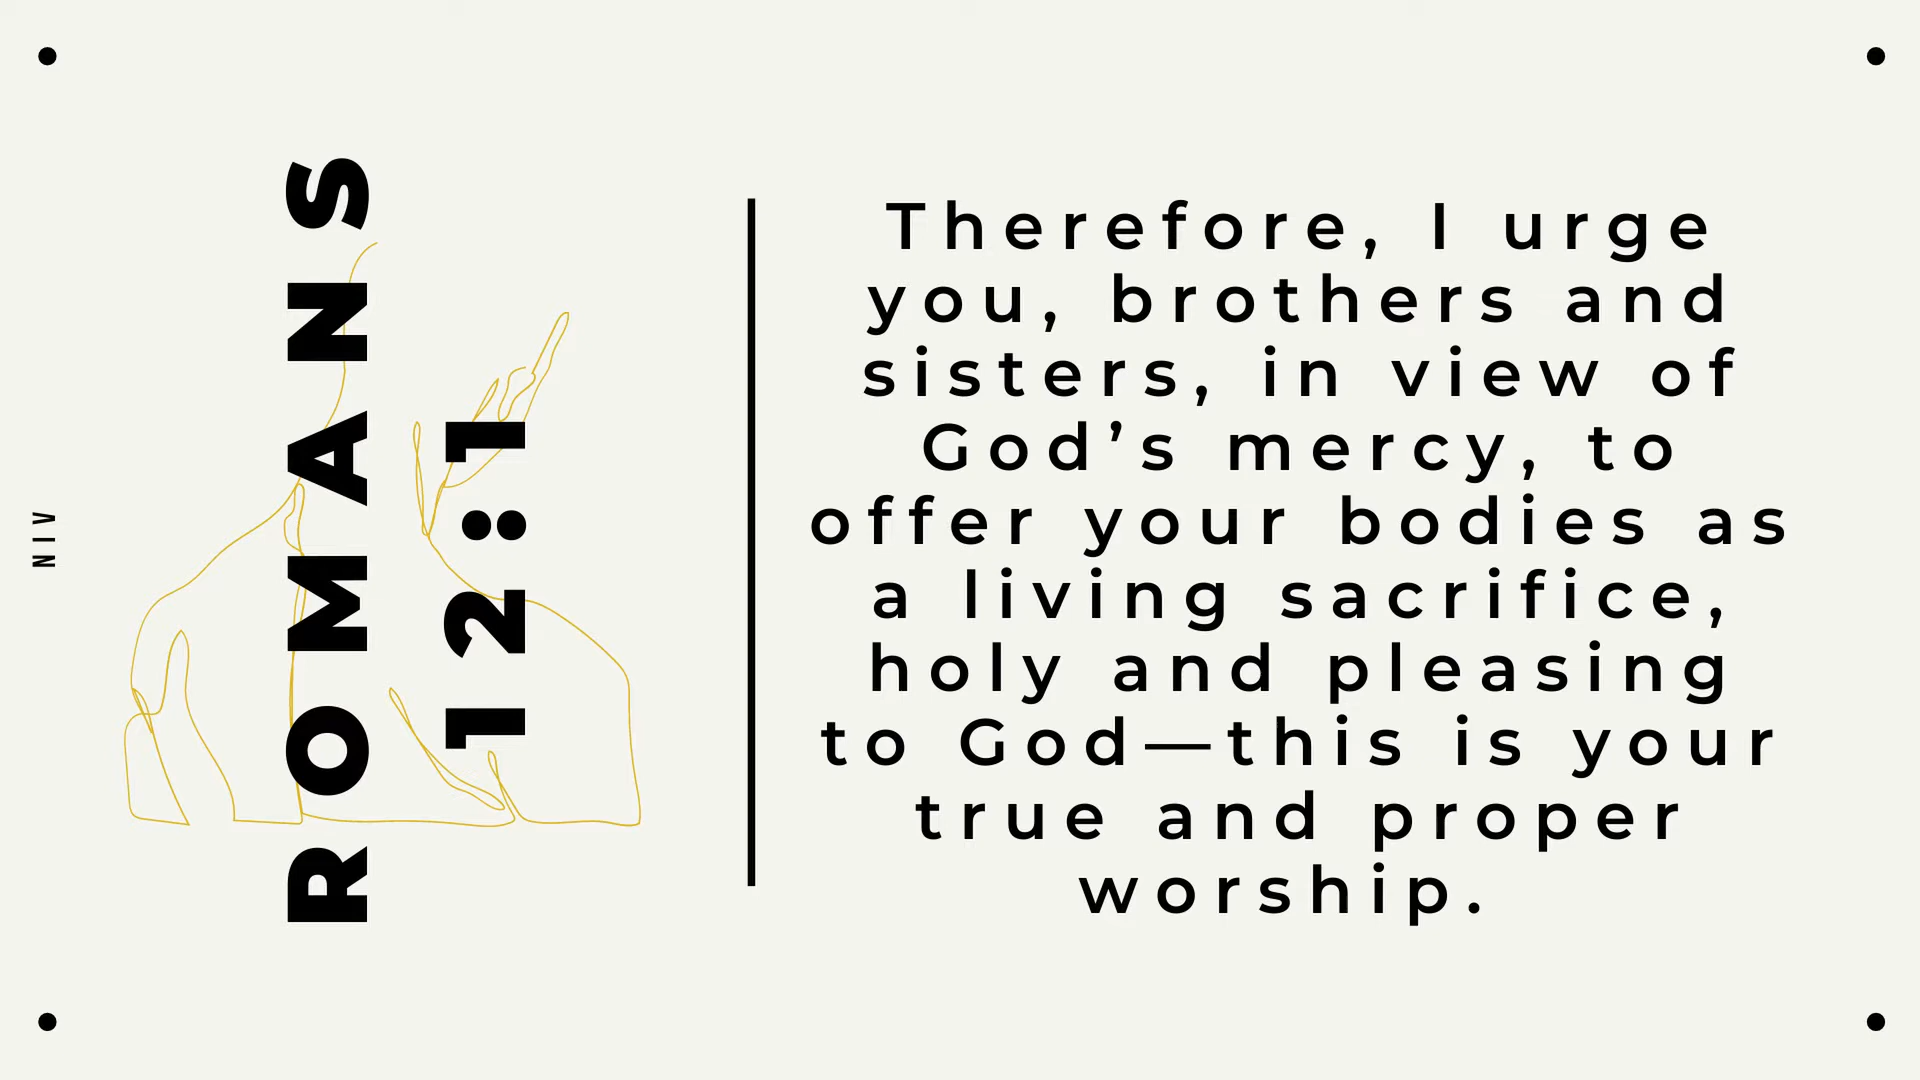 NIV
ROMANS
12:1
Therefore, I urge
you, brothers and
sisters, in view of
God’s mercy, to
offer your bodies as
a living sacrifice,
holy and pleasing
to God—this is your
true and proper
worship.